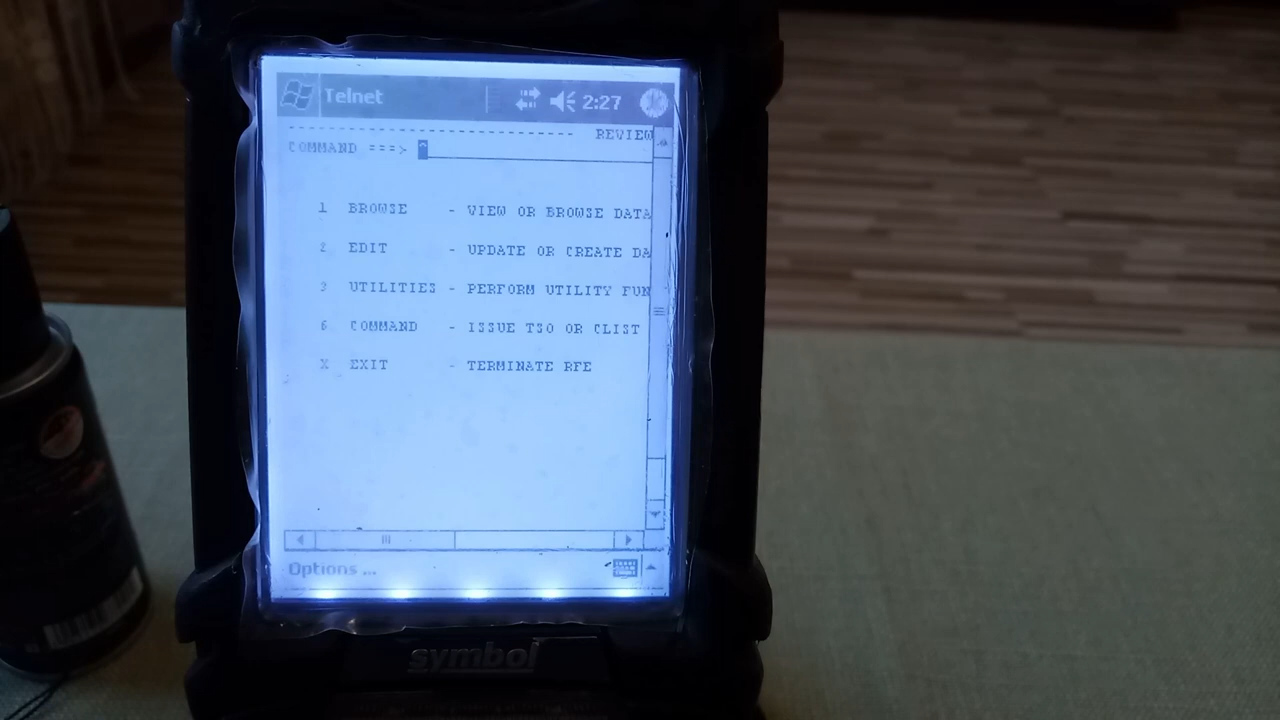 Telnet 2:27
------------------------------ REVIEW
COMMAND ===> ^
1 BROWSE - VIEW OR BROWSE DATA
2 EDIT - UPDATE OR CREATE DA
3 UTILITIES - PERFORM UTILITY FUN
6 COMMAND - ISSUE TSO OR CLIST
X EXIT - TERMINATE RFE
Options ...
symbol